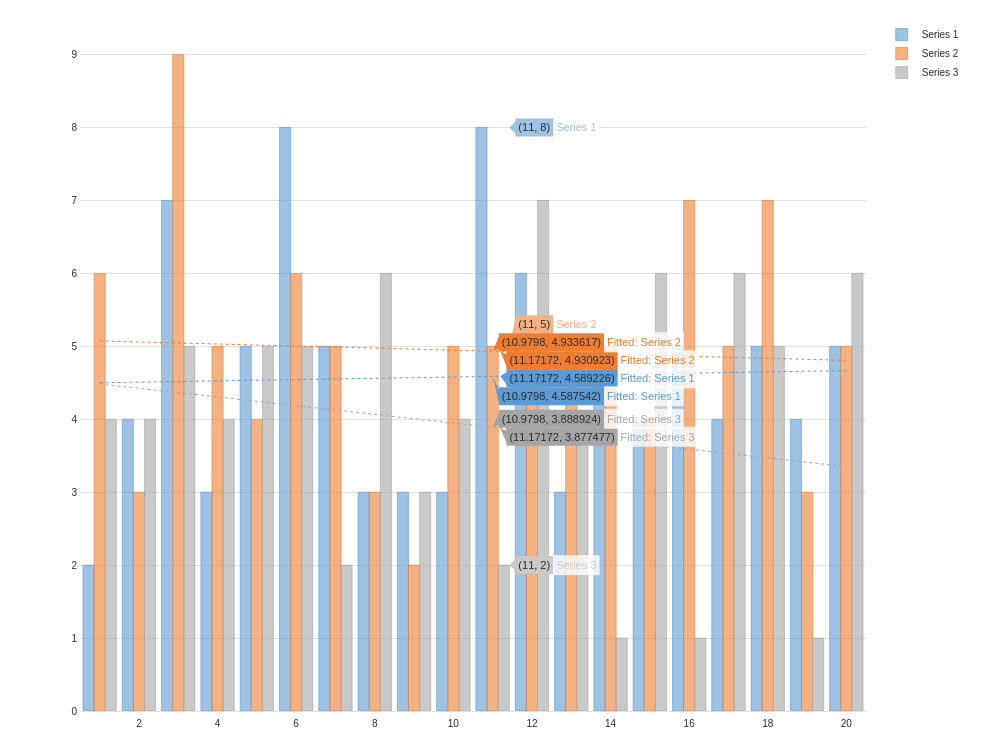 Series 1
Series 2
Series 3
9
8
7
6
5
4
3
2
1
0
(11, 8) Series 1
(11, 5) Series 2
(10.9798, 4.933617) Fitted: Series 2
(11.17172, 4.930923) Fitted: Series 2
(11.17172, 4.589226) Fitted: Series 1
(10.9798, 4.587542) Fitted: Series 1
(10.9798, 3.888924) Fitted: Series 3
(11.17172, 3.877477) Fitted: Series 3
(11, 2) Series 3
2 4 6 8 10 12 14 16 18 20